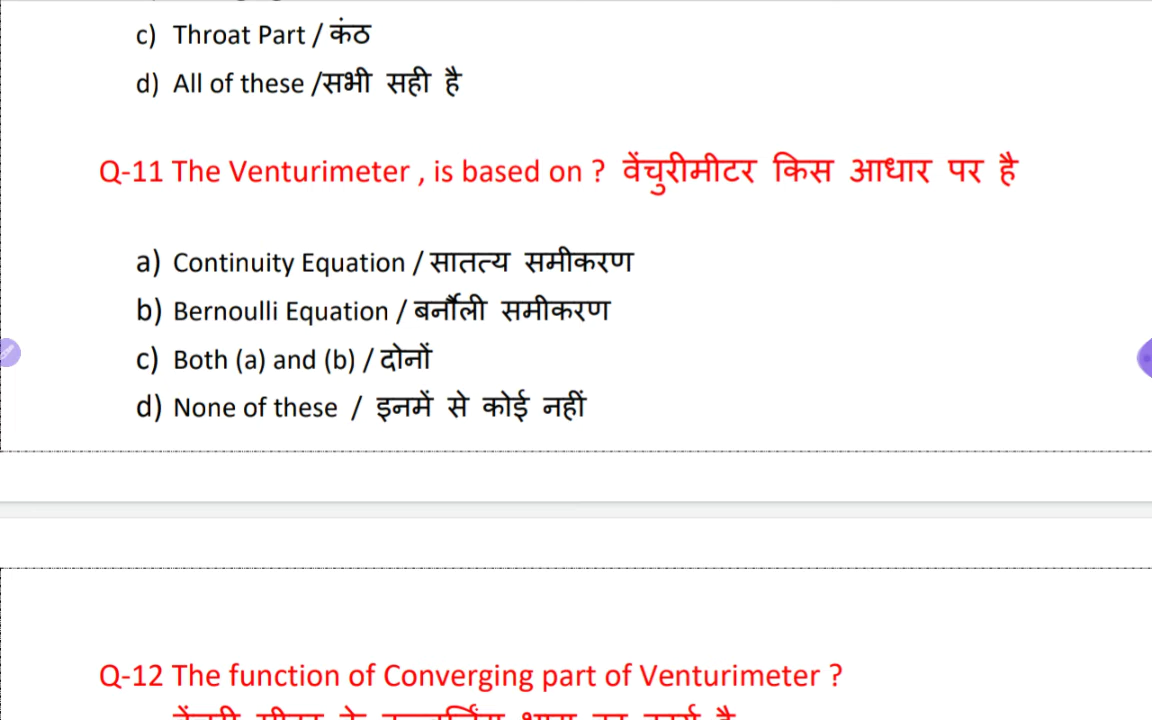 c) Throat Part / कंठ
d) All of these /सभी सही है
Q-11 The Venturimeter , is based on ? वेंचुरीमीटर किस आधार पर है
a) Continuity Equation / सातत्य समीकरण
b) Bernoulli Equation / बर्नौली समीकरण
c) Both (a) and (b) / दोनों
d) None of these / इनमें से कोई नहीं
Q-12 The function of Converging part of Venturimeter ?